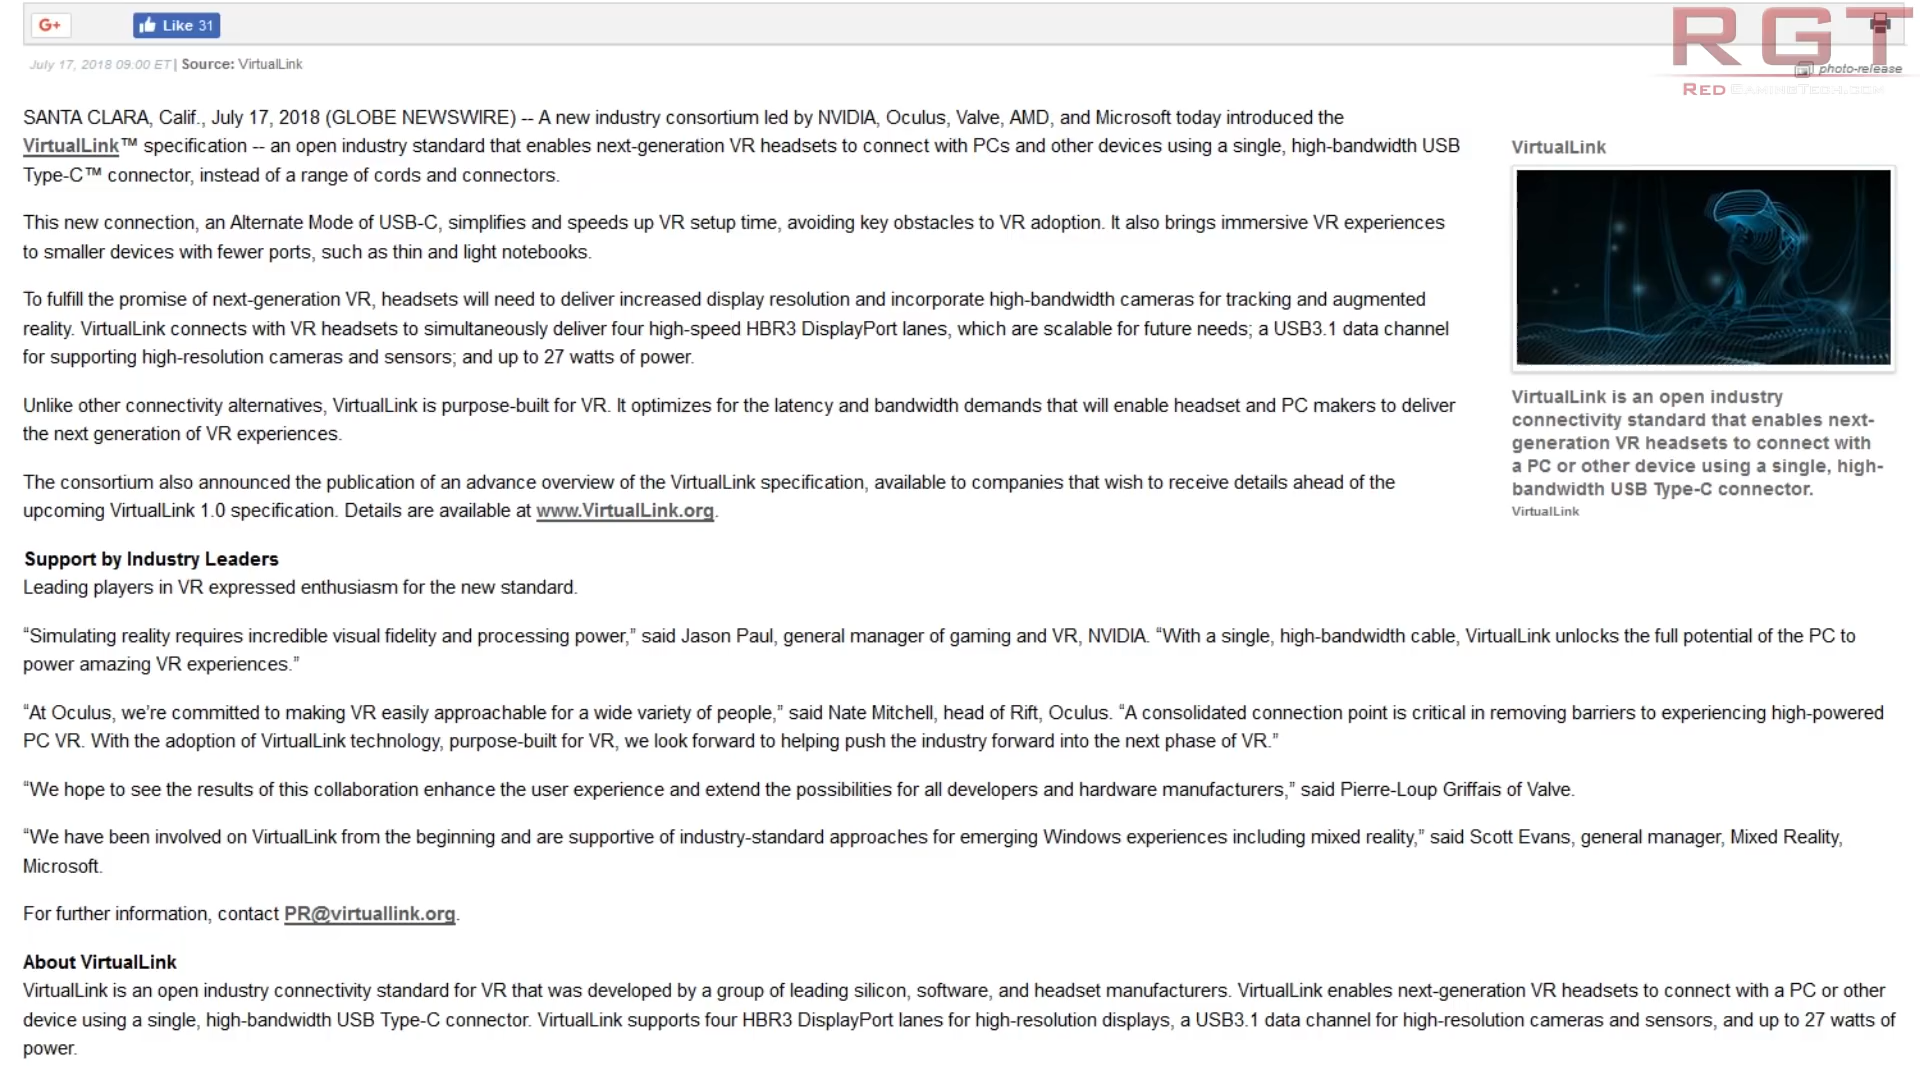 G+
Like 31
RGT
July 17, 2018 09:00 ET | Source: VirtualLink
photo-release
RED GAMINGTECH.COM
SANTA CLARA, Calif., July 17, 2018 (GLOBE NEWSWIRE) -- A new industry consortium led by NVIDIA, Oculus, Valve, AMD, and Microsoft today introduced the
VirtualLink™ specification -- an open industry standard that enables next-generation VR headsets to connect with PCs and other devices using a single, high-bandwidth USB
Type-C™ connector, instead of a range of cords and connectors.
This new connection, an Alternate Mode of USB-C, simplifies and speeds up VR setup time, avoiding key obstacles to VR adoption. It also brings immersive VR experiences
to smaller devices with fewer ports, such as thin and light notebooks.
To fulfill the promise of next-generation VR, headsets will need to deliver increased display resolution and incorporate high-bandwidth cameras for tracking and augmented
reality. VirtualLink connects with VR headsets to simultaneously deliver four high-speed HBR3 DisplayPort lanes, which are scalable for future needs; a USB3.1 data channel
for supporting high-resolution cameras and sensors; and up to 27 watts of power.
Unlike other connectivity alternatives, VirtualLink is purpose-built for VR. It optimizes for the latency and bandwidth demands that will enable headset and PC makers to deliver
the next generation of VR experiences.
The consortium also announced the publication of an advance overview of the VirtualLink specification, available to companies that wish to receive details ahead of the
upcoming VirtualLink 1.0 specification. Details are available at www.VirtualLink.org.
VirtualLink
VirtualLink is an open industry
connectivity standard that enables next-
generation VR headsets to connect with
a PC or other device using a single, high-
bandwidth USB Type-C connector.
VirtualLink
Support by Industry Leaders
Leading players in VR expressed enthusiasm for the new standard.
“Simulating reality requires incredible visual fidelity and processing power,” said Jason Paul, general manager of gaming and VR, NVIDIA. “With a single, high-bandwidth cable, VirtualLink unlocks the full potential of the PC to
power amazing VR experiences.”
“At Oculus, we’re committed to making VR easily approachable for a wide variety of people,” said Nate Mitchell, head of Rift, Oculus. “A consolidated connection point is critical in removing barriers to experiencing high-powered
PC VR. With the adoption of VirtualLink technology, purpose-built for VR, we look forward to helping push the industry forward into the next phase of VR.”
“We hope to see the results of this collaboration enhance the user experience and extend the possibilities for all developers and hardware manufacturers,” said Pierre-Loup Griffais of Valve.
“We have been involved on VirtualLink from the beginning and are supportive of industry-standard approaches for emerging Windows experiences including mixed reality,” said Scott Evans, general manager, Mixed Reality,
Microsoft.
For further information, contact PR@virtuallink.org.
About VirtualLink
VirtualLink is an open industry connectivity standard for VR that was developed by a group of leading silicon, software, and headset manufacturers. VirtualLink enables next-generation VR headsets to connect with a PC or other
device using a single, high-bandwidth USB Type-C connector. VirtualLink supports four HBR3 DisplayPort lanes for high-resolution displays, a USB3.1 data channel for high-resolution cameras and sensors, and up to 27 watts of
power.